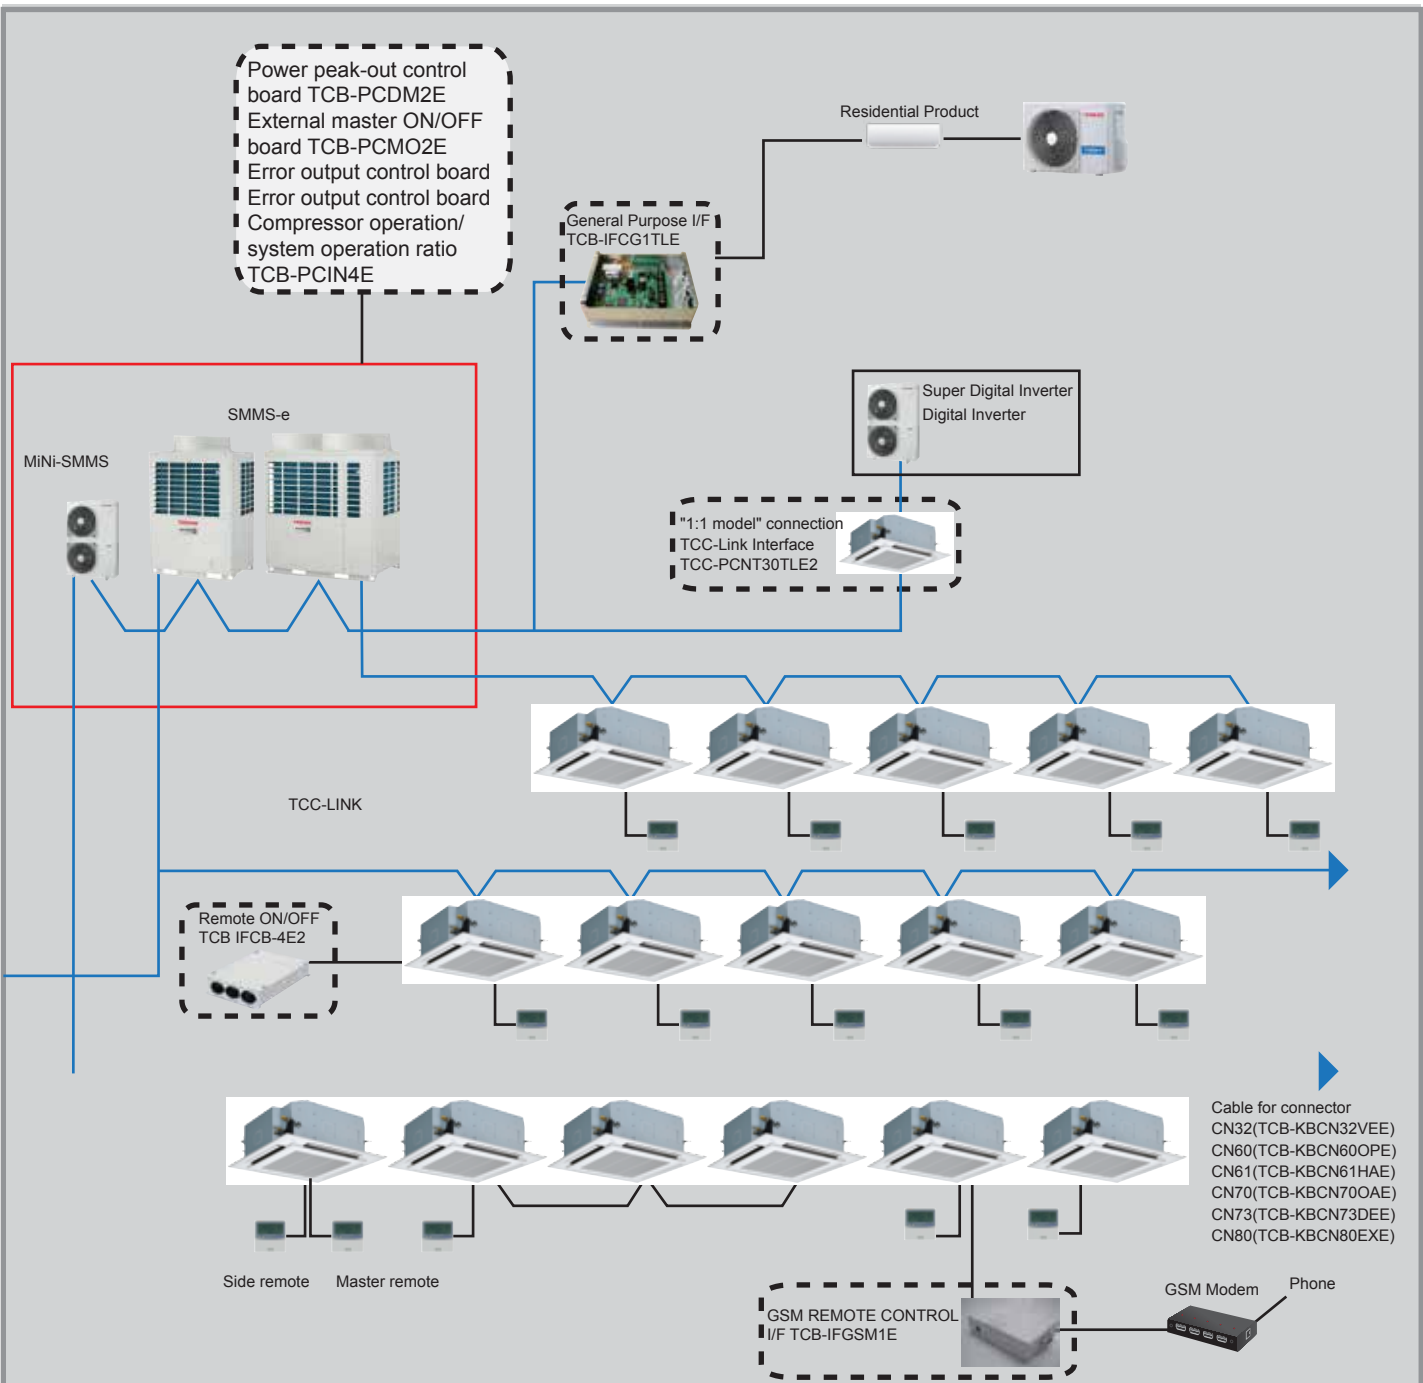 Power peak-out control
board TCB-PCDM2E
External master ON/OFF
board TCB-PCMO2E
Error output control board
Error output control board
Compressor operation/
system operation ratio
TCB-PCIN4E
Residential Product
General Purpose I/F
TCB-IFCG1TLE
Super Digital Inverter
Digital Inverter
SMMS-e
MiNi-SMMS
"1:1 model" connection
TCC-Link Interface
TCC-PCNT30TLE2
TCC-LINK
Remote ON/OFF
TCB IFCB-4E2
Cable for connector
CN32(TCB-KBCN32VEE)
CN60(TCB-KBCN60OPE)
CN61(TCB-KBCN61HAE)
CN70(TCB-KBCN70OAE)
CN73(TCB-KBCN73DEE)
CN80(TCB-KBCN80EXE)
Side remote
Master remote
GSM REMOTE CONTROL
I/F TCB-IFGSM1E
GSM Modem
Phone